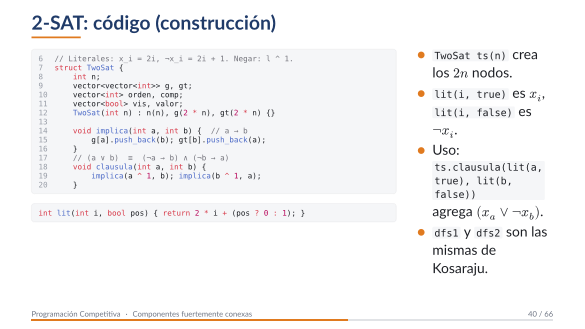 2-SAT: código (construcción)
6 // Literales: x_i = 2i, ¬x_i = 2i + 1. Negar: l ^ 1.
7 struct TwoSat {
8     int n;
9     vector<vector<int>> g, gt;
10     vector<int> orden, comp;
11     vector<bool> vis, valor;
12     TwoSat(int n) : n(n), g(2 * n), gt(2 * n) {}
13
14     void implica(int a, int b) {  // a → b
15         g[a].push_back(b); gt[b].push_back(a);
16     }
17     // (a ∨ b)  ≡  (¬a → b) ∧ (¬b → a)
18     void clausula(int a, int b) {
19         implica(a ^ 1, b); implica(b ^ 1, a);
20     }
int lit(int i, bool pos) { return 2 * i + (pos ? 0 : 1); }
• TwoSat ts(n) crea
los 2n nodos.
• lit(i, true) es x_i,
lit(i, false) es
¬x_i.
• Uso:
ts.clausula(lit(a,
true), lit(b,
false))
agrega (x_a ∨ ¬x_b).
• dfs1 y dfs2 son las
mismas de
Kosaraju.
Programación Competitiva · Componentes fuertemente conexas
40 / 66